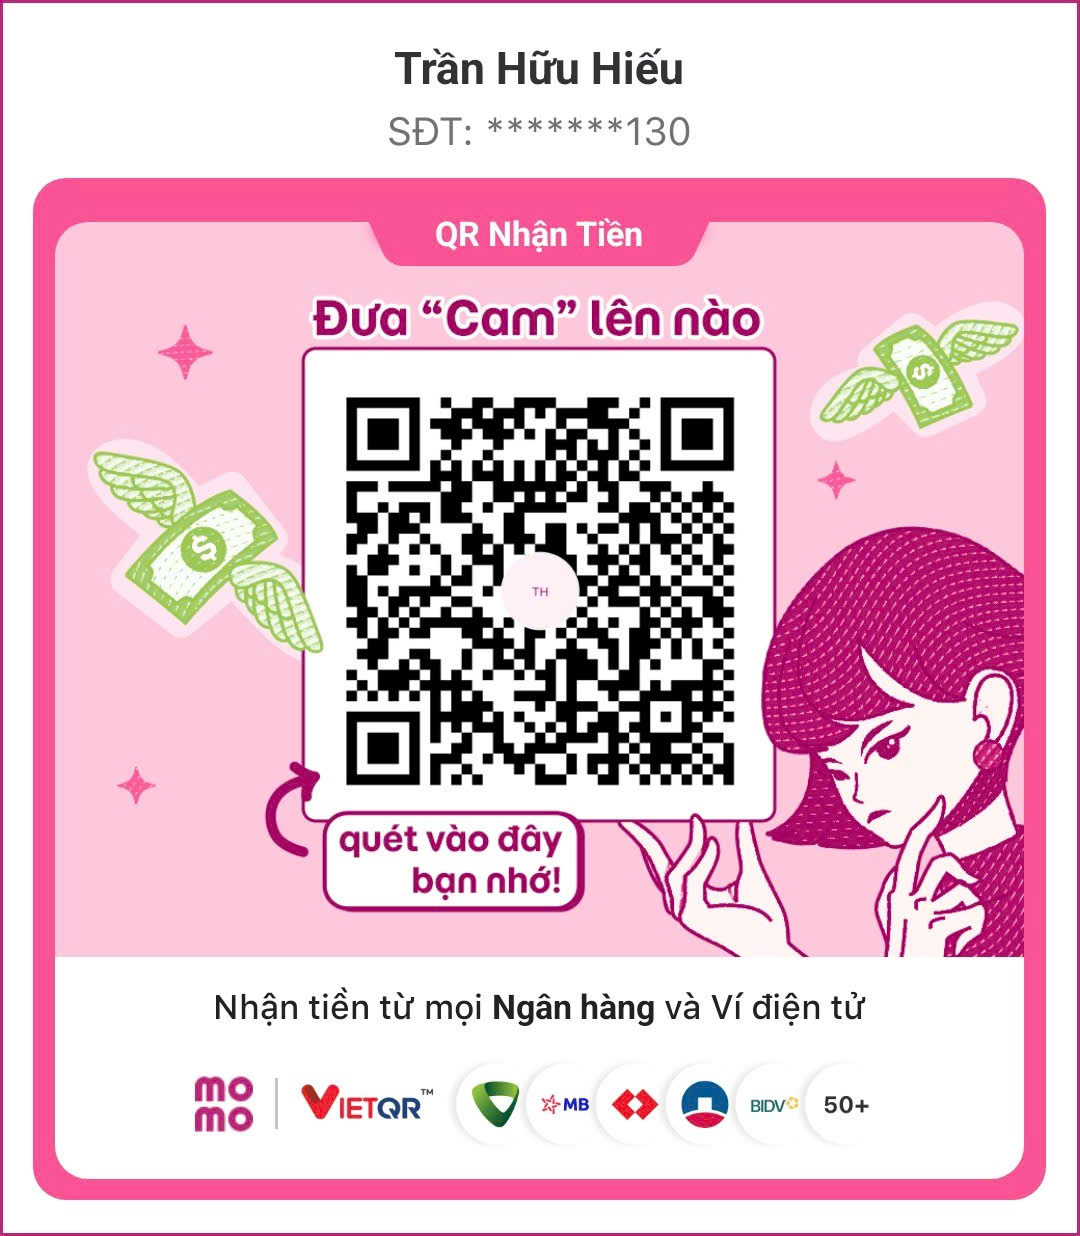 Trần Hữu Hiếu
SĐT: *******130
QR Nhận Tiền
Đưa “Cam” lên nào
TH
quét vào đây
bạn nhớ!
Nhận tiền từ mọi Ngân hàng và Ví điện tử
mo
mo
VIETQR™
MB
BIDV
50+